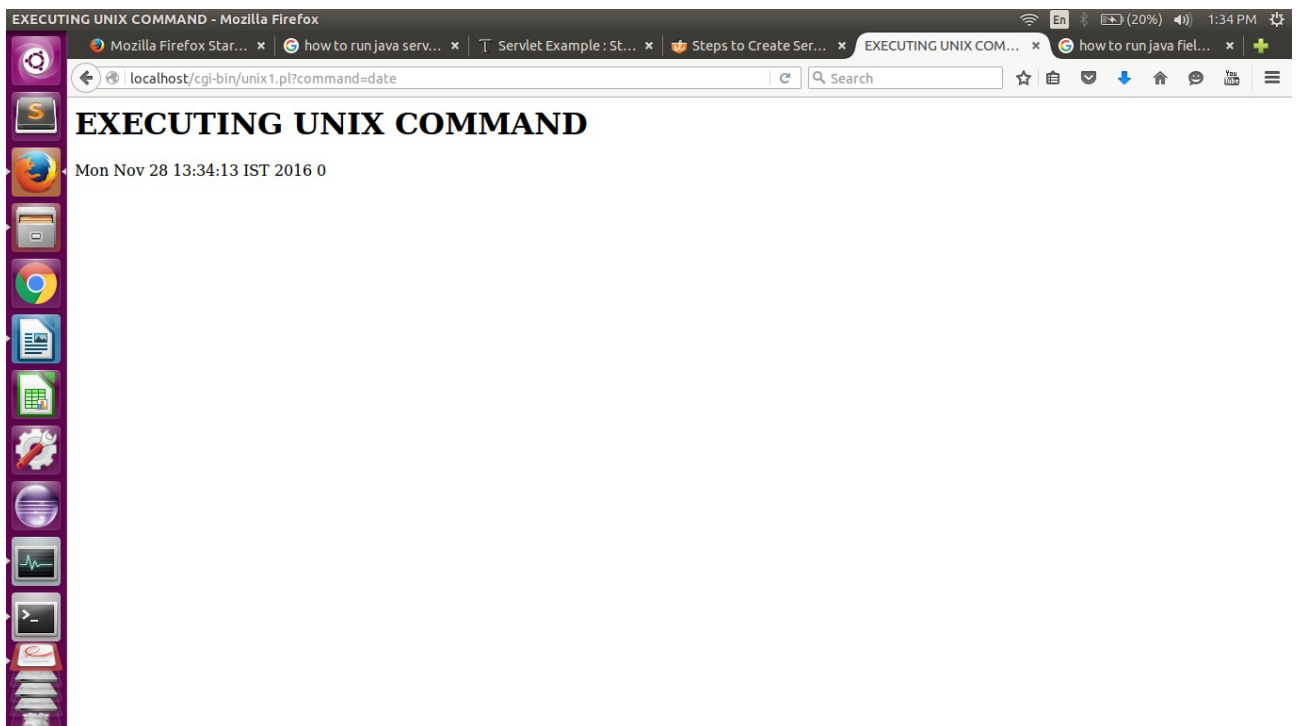 EXECUTING UNIX COMMAND - Mozilla Firefox
En (20%) 1:34 PM
Mozilla Firefox Star... × how to run java serv... × Servlet Example : St... × Steps to Create Ser... × EXECUTING UNIX COM... × how to run java fiel... ×
localhost/cgi-bin/unix1.pl?command=date Search You Tube
EXECUTING UNIX COMMAND
Mon Nov 28 13:34:13 IST 2016 0